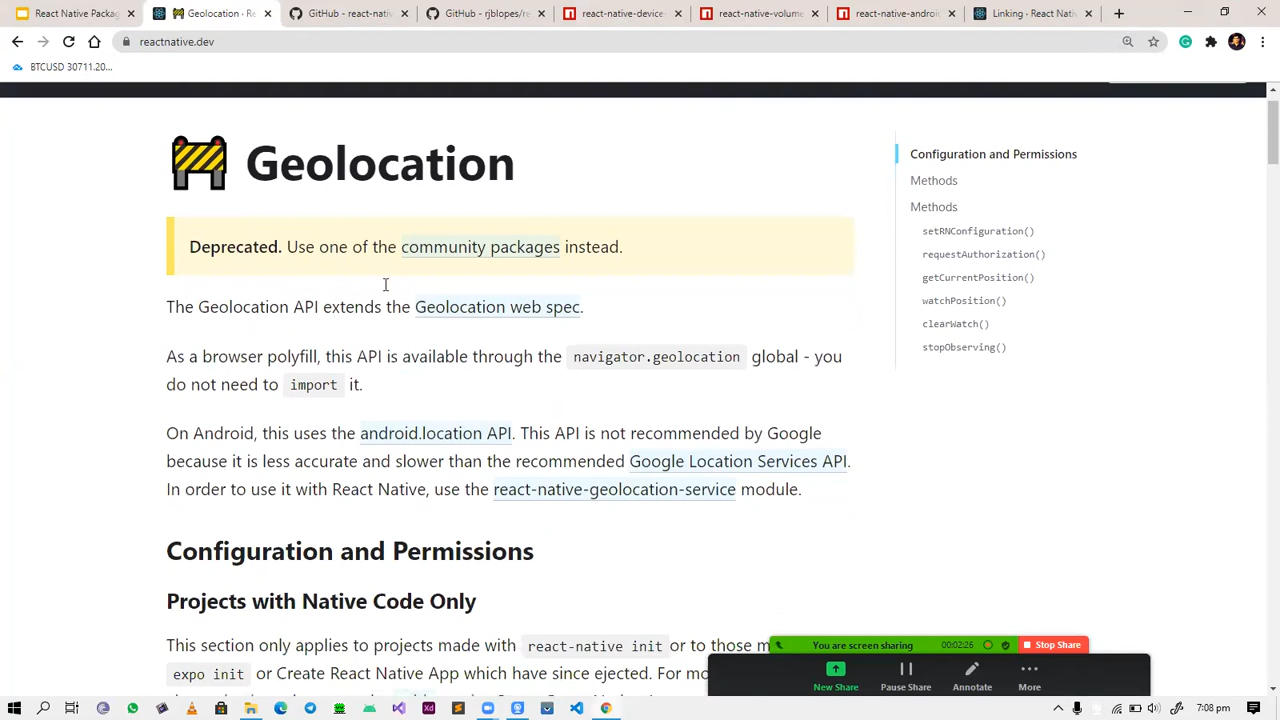 React Native Packag
Geolocation · Re
GitHub - react-nativ
GitHub - rjblopes/re
react-native-device-
react-native-volume
react-native-androi
Linking · React Nativ
reactnative.dev
BTCUSD 30711.20...
Geolocation
Deprecated. Use one of the community packages instead.
The Geolocation API extends the Geolocation web spec.
As a browser polyfill, this API is available through the navigator.geolocation global - you
do not need to import it.
On Android, this uses the android.location API. This API is not recommended by Google
because it is less accurate and slower than the recommended Google Location Services API.
In order to use it with React Native, use the react-native-geolocation-service module.
Configuration and Permissions
Projects with Native Code Only
This section only applies to projects made with react-native init or to those m
expo init or Create React Native App which have since ejected. For mo
Configuration and Permissions
Methods
Methods
setRNConfiguration()
requestAuthorization()
getCurrentPosition()
watchPosition()
clearWatch()
stopObserving()
You are screen sharing 00:02:26 Stop Share
New Share Pause Share Annotate More
7:08 pm